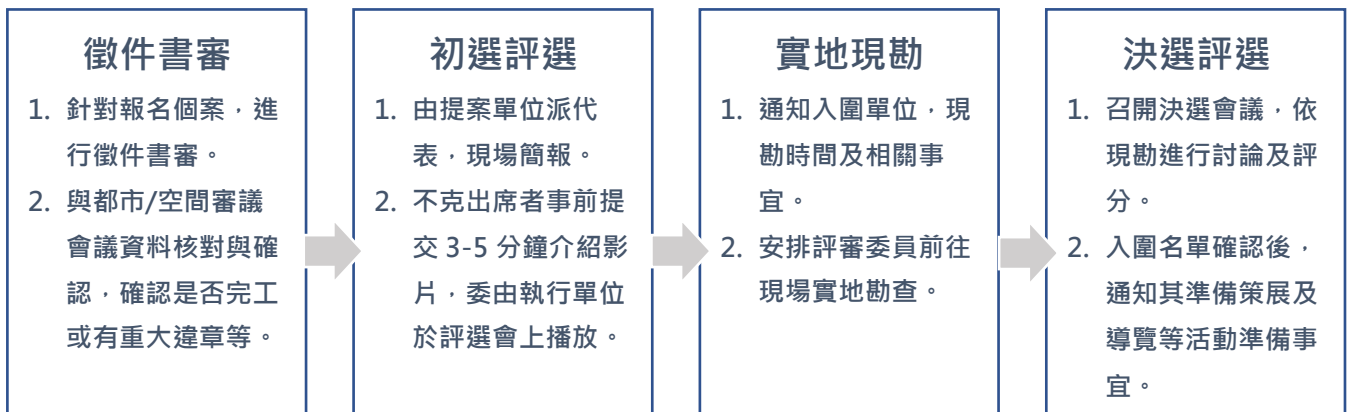 徵件書審
1. 針對報名個案，進
行徵件書審。
2. 與都市/空間審議
會議資料核對與確
認，確認是否完工
或有重大違章等。
初選評選
1. 由提案單位派代
表，現場簡報。
2. 不克出席者事前提
交 3-5 分鐘介紹影
片，委由執行單位
於評選會上播放。
實地現勘
1. 通知入圍單位，現
勘時間及相關事
宜。
2. 安排評審委員前往
現場實地勘查。
決選評選
1. 召開決選會議，依
現勘進行討論及評
分。
2. 入圍名單確認後，
通知其準備策展及
導覽等活動準備事
宜。